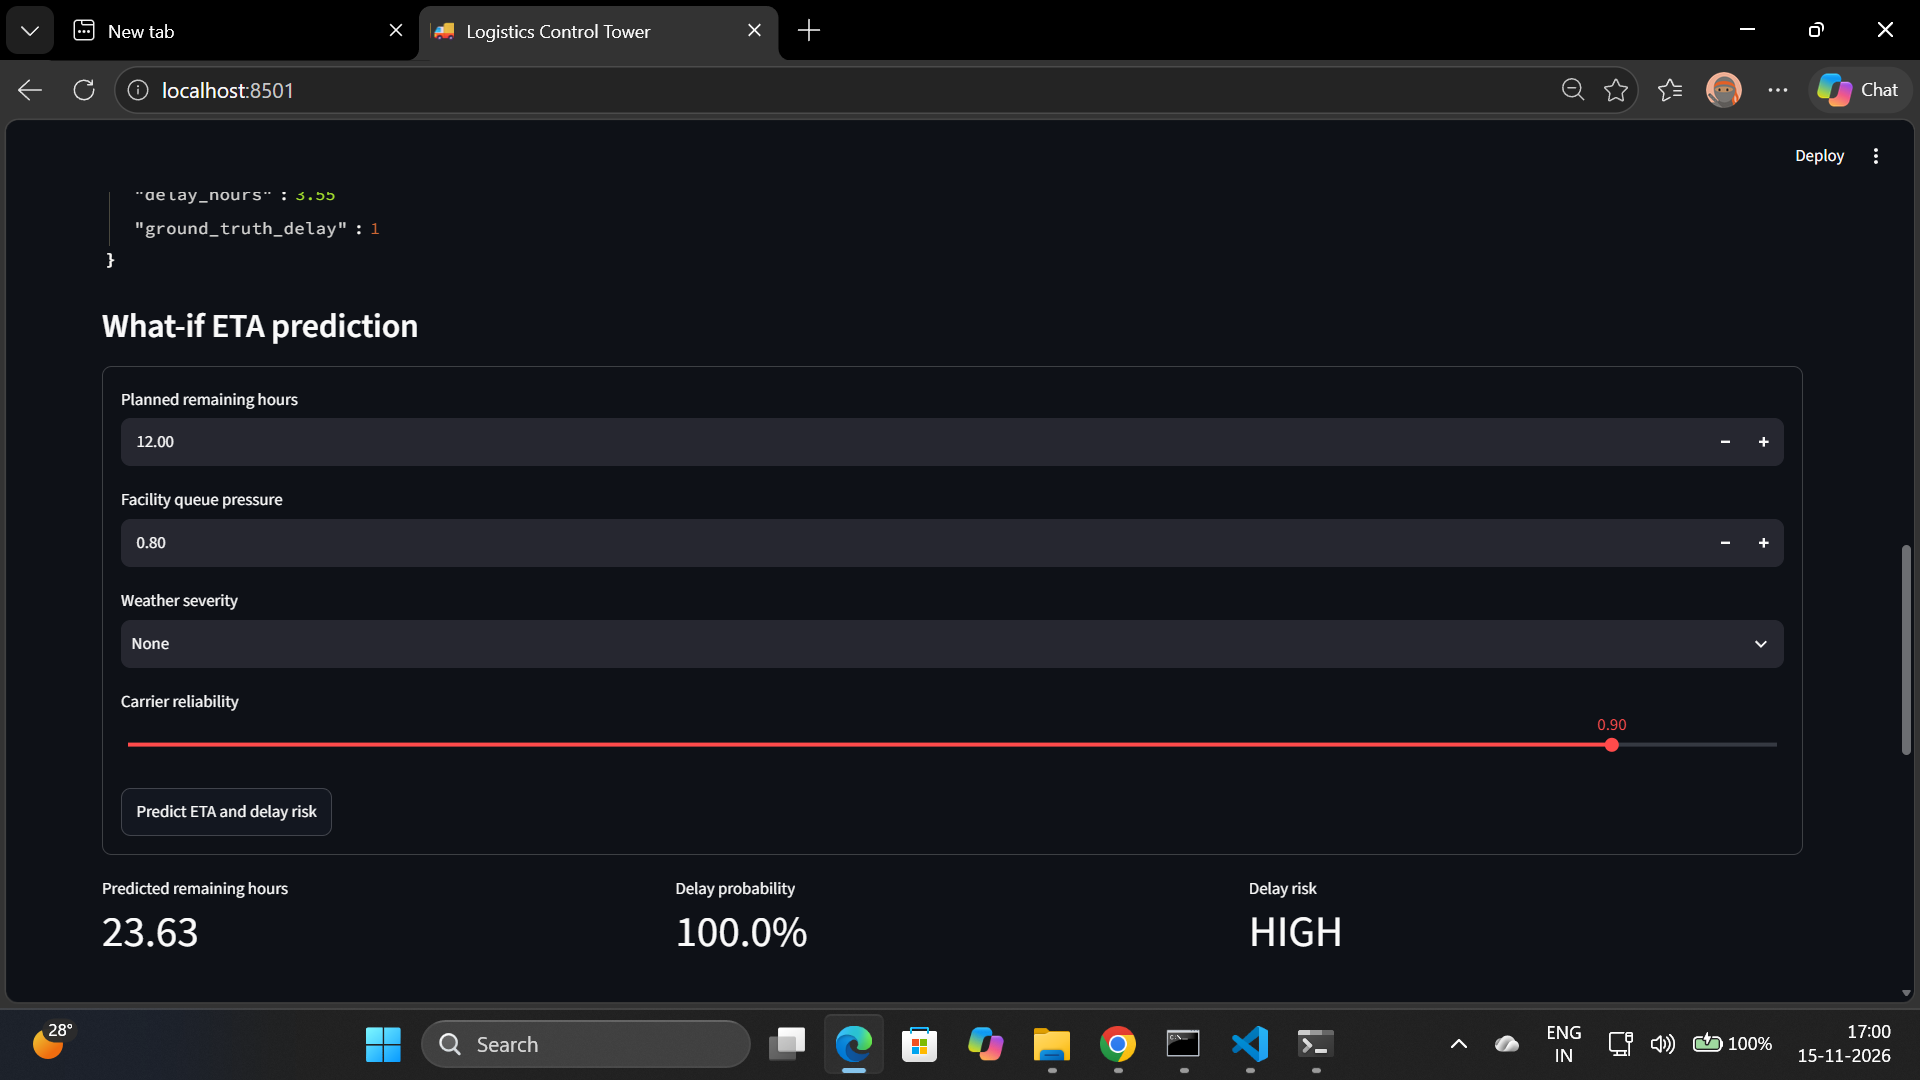 New tab
Logistics Control Tower
localhost:8501
Chat
Deploy
"delay_hours" : 3.55
"ground_truth_delay" : 1
}
What-if ETA prediction
Planned remaining hours
12.00
Facility queue pressure
0.80
Weather severity
None
Carrier reliability
0.90
Predict ETA and delay risk
Predicted remaining hours
23.63
Delay probability
100.0%
Delay risk
HIGH
28°
Search
ENG
IN
100%
17:00
15-11-2026